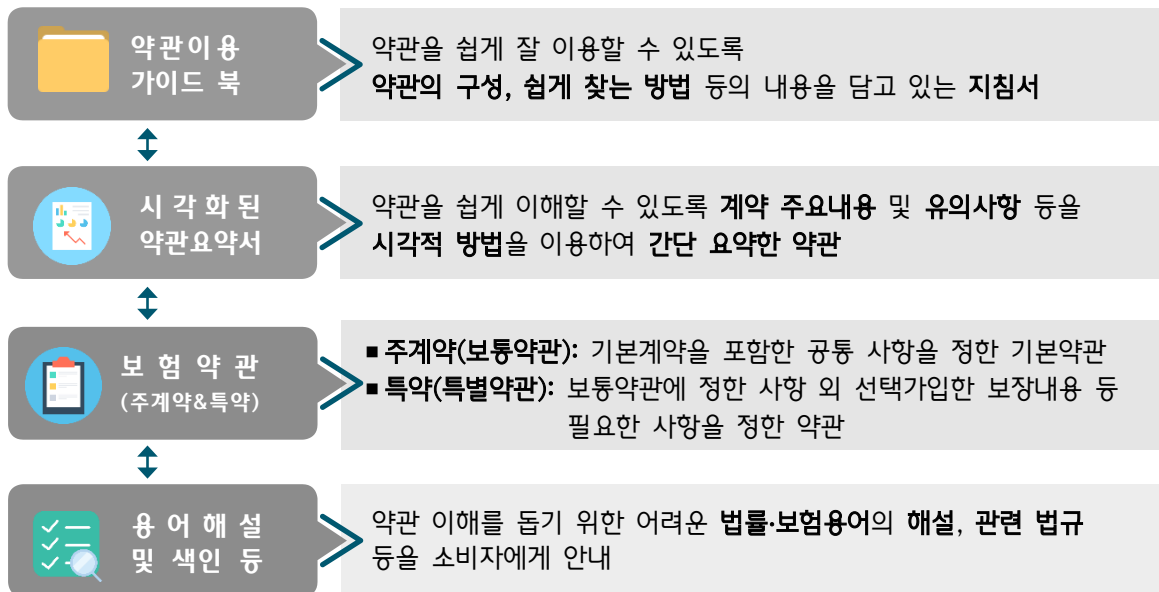 약관이용
가이드 북
약관을 쉽게 잘 이용할 수 있도록
약관의 구성, 쉽게 찾는 방법 등의 내용을 담고 있는 지침서
시각화된
약관요약서
약관을 쉽게 이해할 수 있도록 계약 주요내용 및 유의사항 등을
시각적 방법을 이용하여 간단 요약한 약관
보험약관
(주계약&특약)
▪ 주계약(보통약관): 기본계약을 포함한 공통 사항을 정한 기본약관
▪ 특약(특별약관): 보통약관에 정한 사항 외 선택가입한 보장내용 등
필요한 사항을 정한 약관
용어해설
및 색인 등
약관 이해를 돕기 위한 어려운 법률·보험용어의 해설, 관련 법규
등을 소비자에게 안내